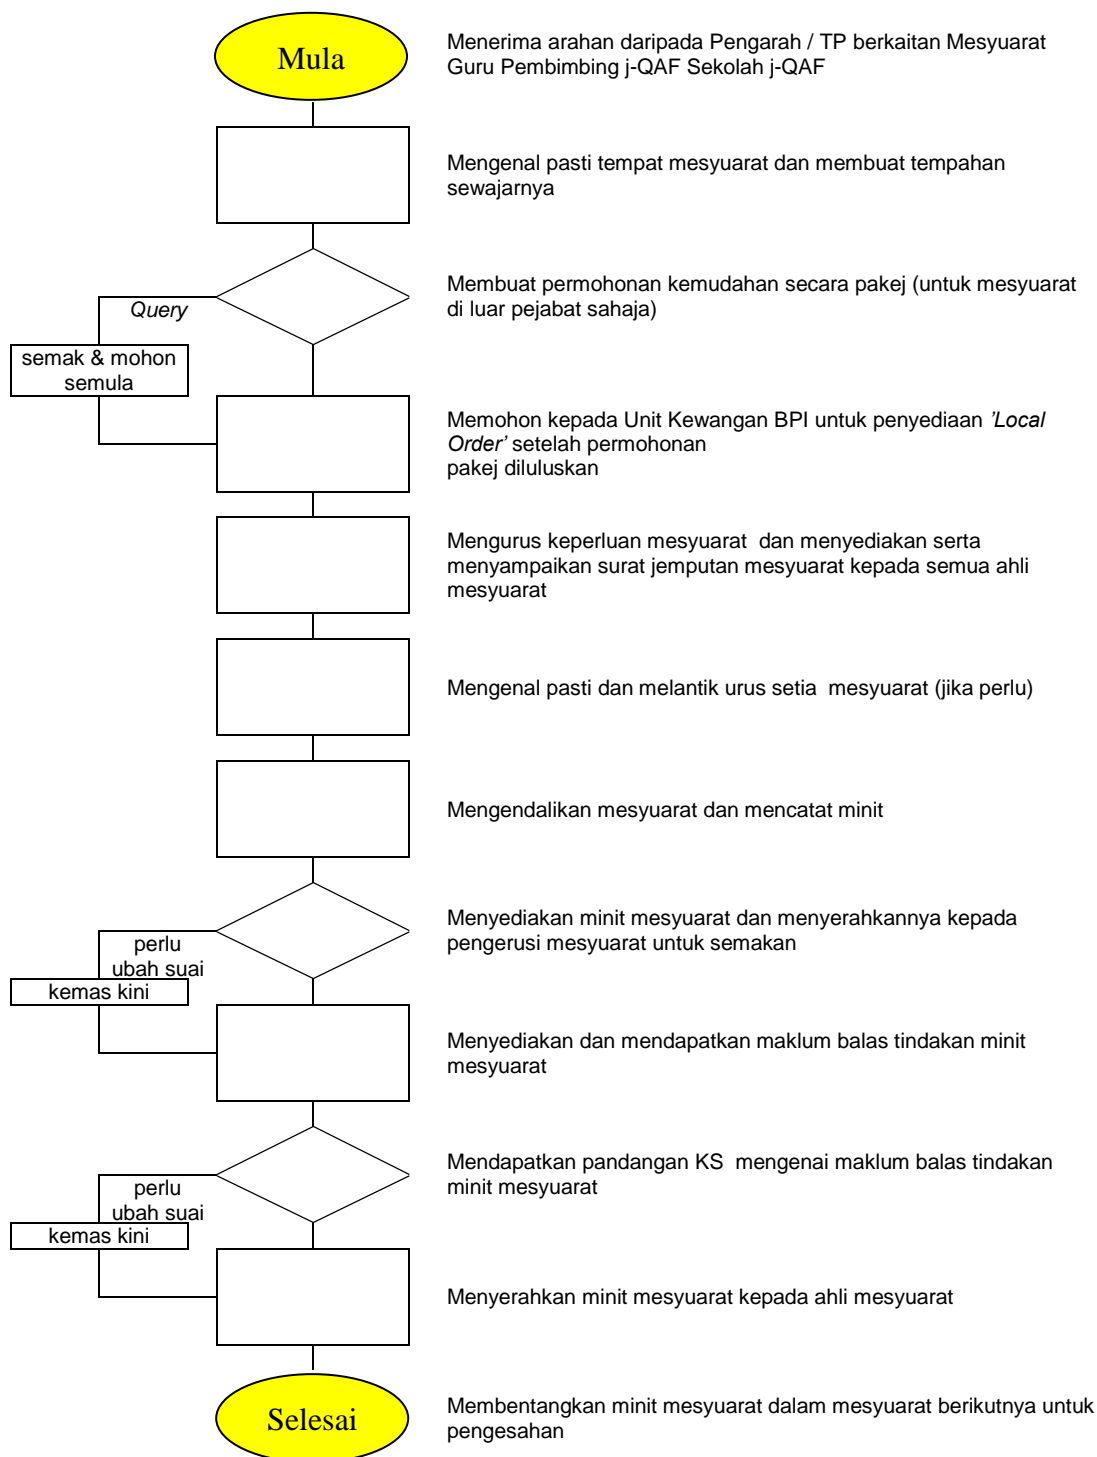 Mula
Menerima arahan daripada Pengarah / TP berkaitan Mesyuarat
Guru Pembimbing j-QAF Sekolah j-QAF
Mengenal pasti tempat mesyuarat dan membuat tempahan
sewajarnya
Membuat permohonan kemudahan secara pakej (untuk mesyuarat
di luar pejabat sahaja)
Query
semak & mohon
semula
Memohon kepada Unit Kewangan BPI untuk penyediaan ’Local
Order’ setelah permohonan
pakej diluluskan
Mengurus keperluan mesyuarat dan menyediakan serta
menyampaikan surat jemputan mesyuarat kepada semua ahli
mesyuarat
Mengenal pasti dan melantik urus setia mesyuarat (jika perlu)
Mengendalikan mesyuarat dan mencatat minit
Menyediakan minit mesyuarat dan menyerahkannya kepada
pengerusi mesyuarat untuk semakan
perlu
ubah suai
kemas kini
Menyediakan dan mendapatkan maklum balas tindakan minit
mesyuarat
Mendapatkan pandangan KS mengenai maklum balas tindakan
minit mesyuarat
perlu
ubah suai
kemas kini
Menyerahkan minit mesyuarat kepada ahli mesyuarat
Selesai
Membentangkan minit mesyuarat dalam mesyuarat berikutnya untuk
pengesahan